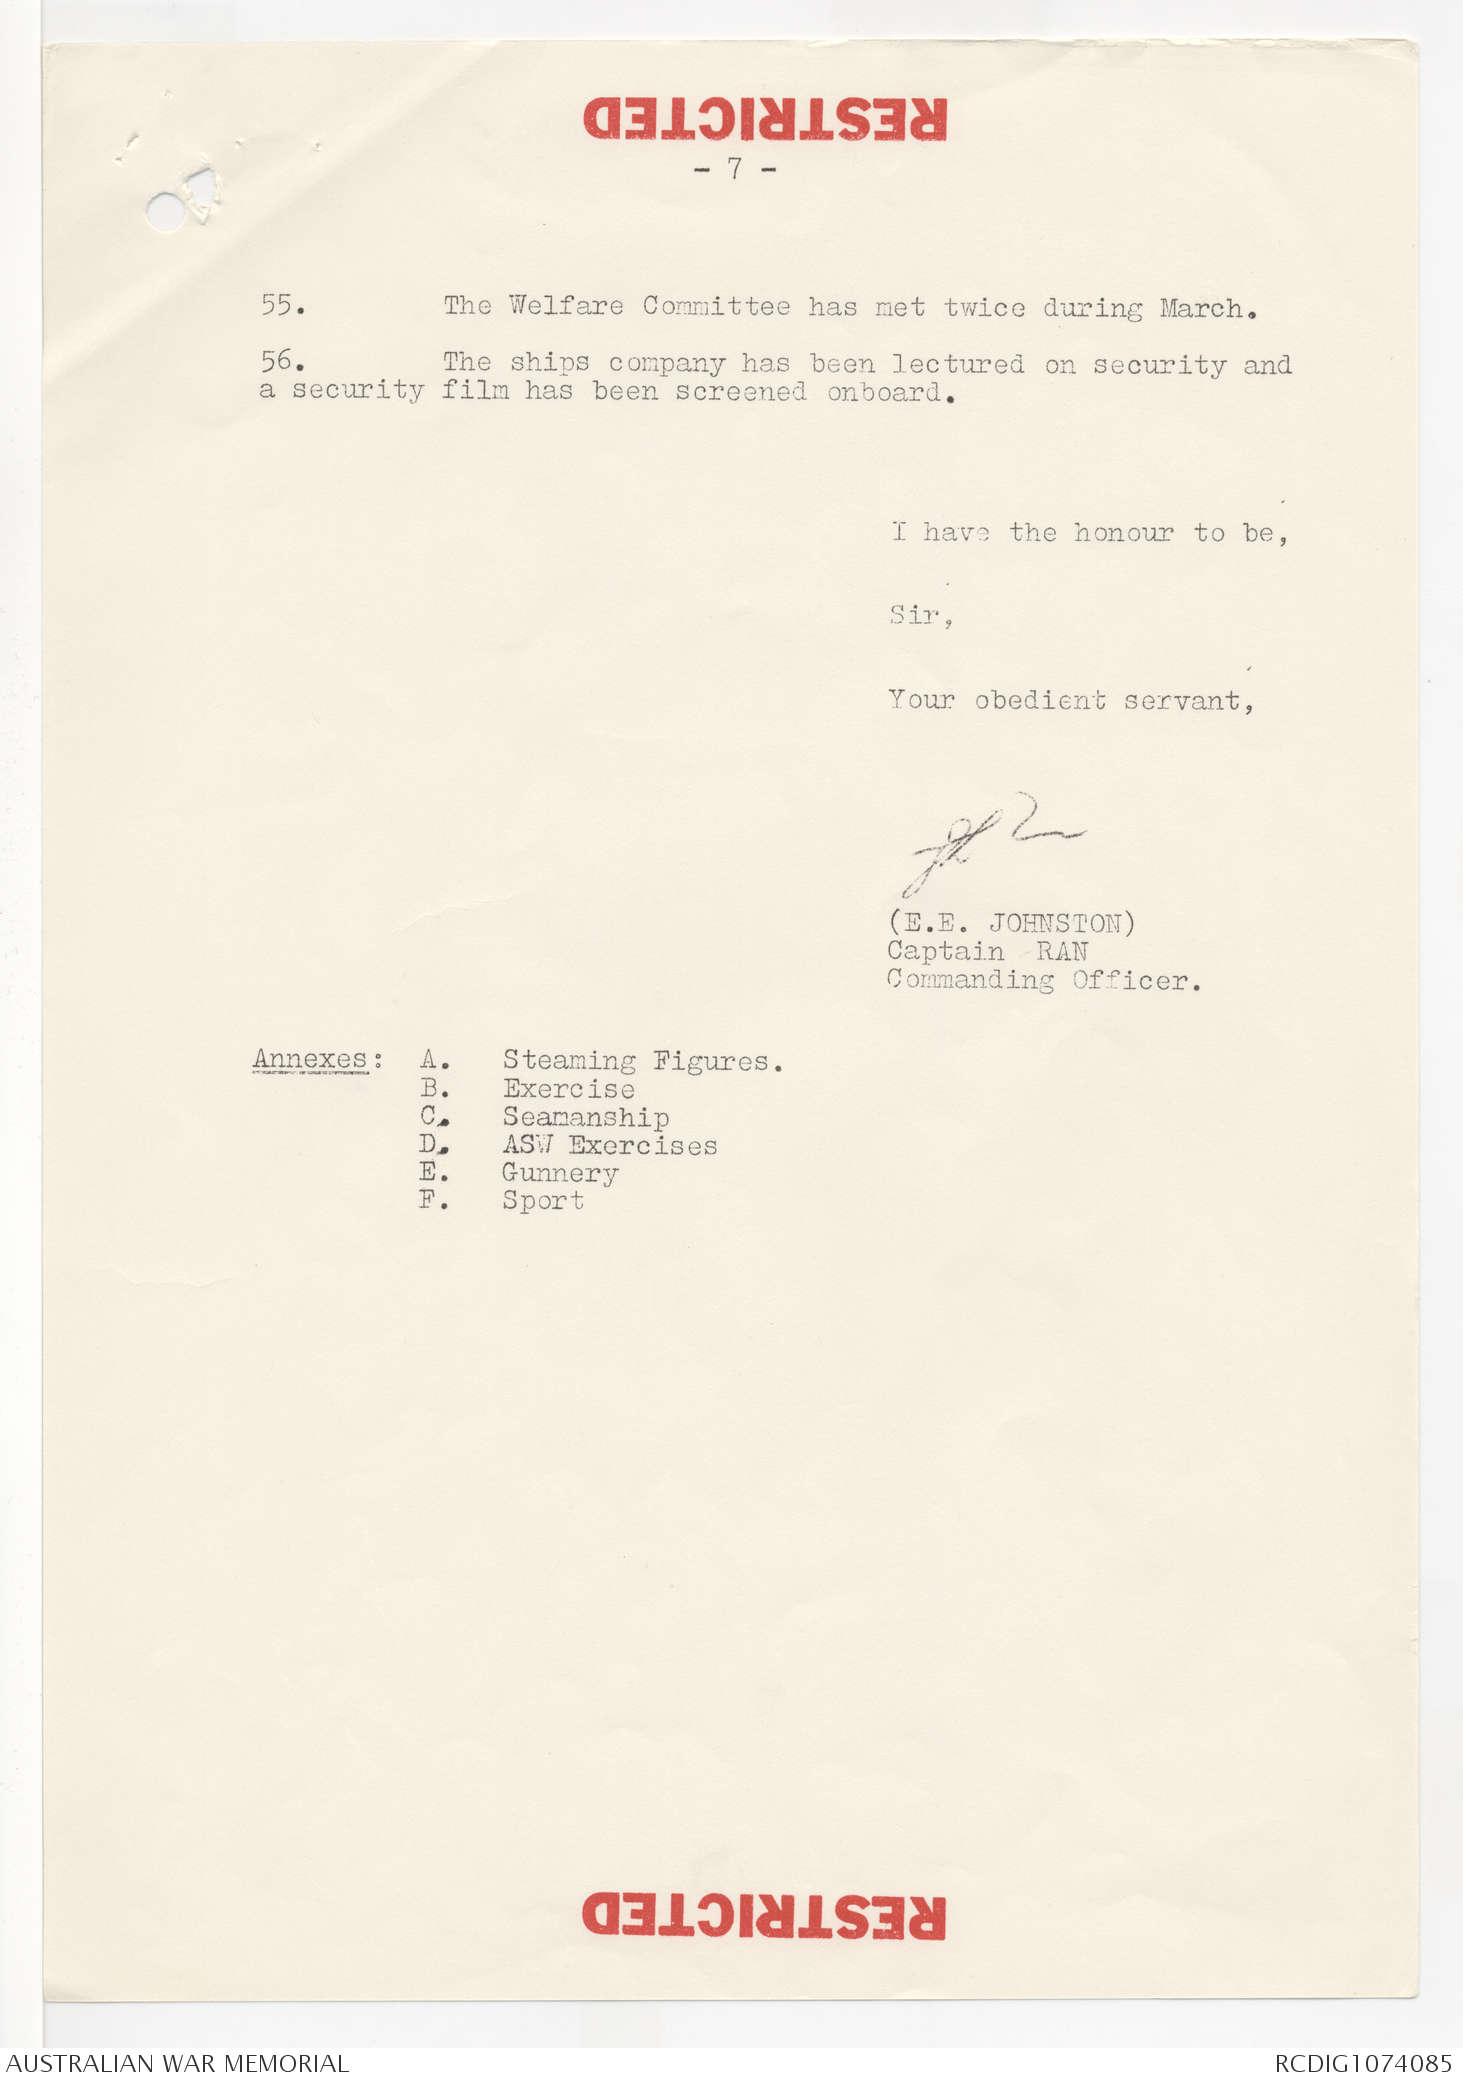 RESTRICTED
- 7 -
55. The Welfare Committee has met twice during March.
56. The ships company has been lectured on security and
a security film has been screened onboard.
I have the honour to be,
Sir,
Your obedient servant,
(E.E. JOHNSTON)
Captain RAN
Commanding Officer.
Annexes: A. Steaming Figures.
B. Exercise
C. Seamanship
D. ASW Exercises
E. Gunnery
F. Sport
RESTRICTED
AUSTRALIAN WAR MEMORIAL RCDIG1074085